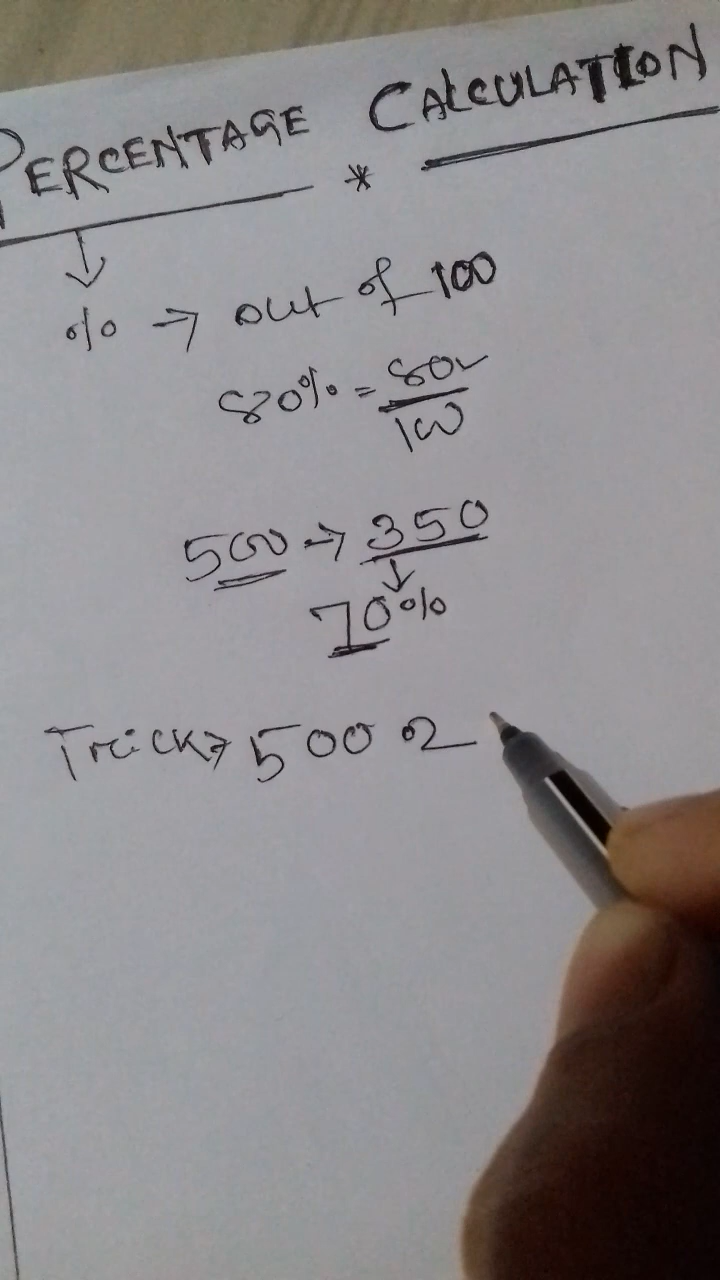 PERCENTAGE CALCULATION
*
% → out of 100
80% = 80
100
500 → 350
70%
Trick → 500 2